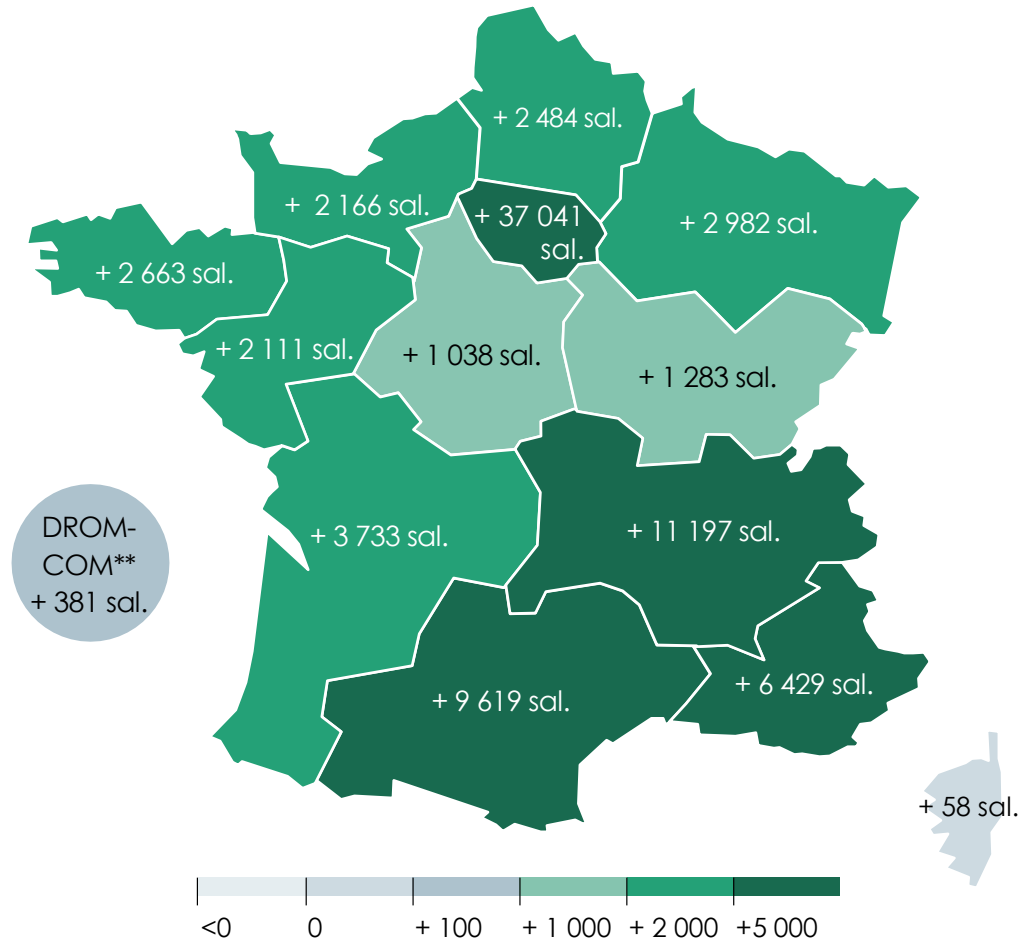 + 2 484 sal.
+ 2 166 sal.
+ 37 041
sal.
+ 2 982 sal.
+ 2 663 sal.
+ 2 111 sal.
+ 1 038 sal.
+ 1 283 sal.
DROM-
COM**
+ 381 sal.
+ 3 733 sal.
+ 11 197 sal.
+ 9 619 sal.
+ 6 429 sal.
+ 58 sal.
<0 0 + 100 + 1 000 + 2 000 +5 000